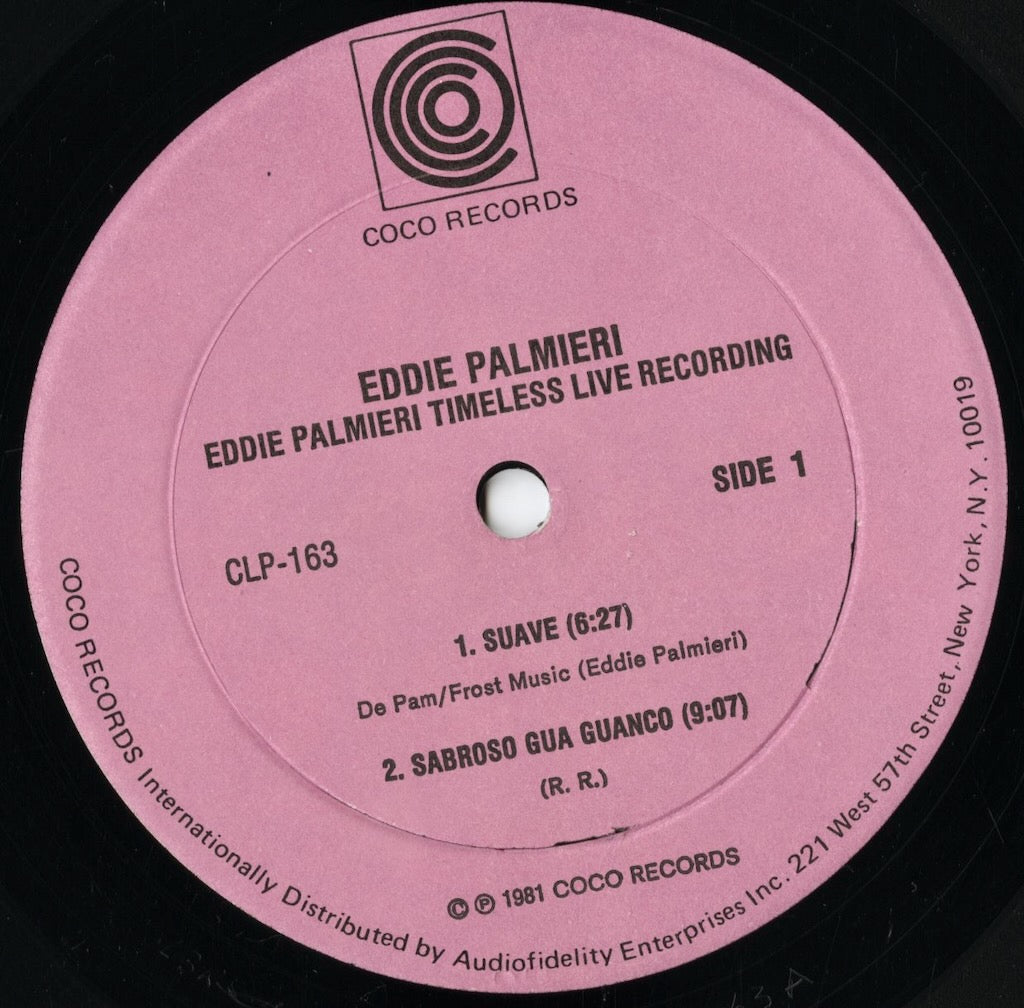 COCO RECORDS
EDDIE PALMIERI
EDDIE PALMIERI TIMELESS LIVE RECORDING
SIDE 1
CLP-163
1. SUAVE (6:27)
De Pam/Frost Music (Eddie Palmieri)
2. SABROSO GUA GUANCO (9:07)
(R. R.)
© ℗ 1981 COCO RECORDS
COCO RECORDS Internationally Distributed by Audiofidelity Enterprises Inc. 221 West 57th Street, New York, N.Y. 10019